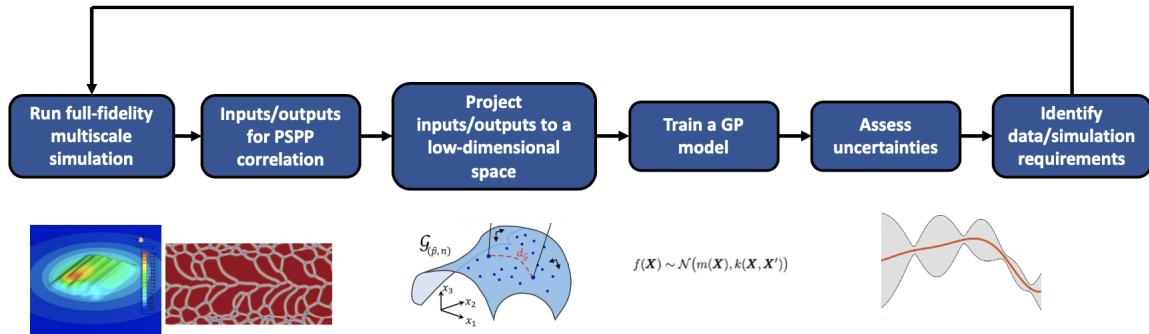 Run full-fidelity
multiscale
simulation
Inputs/outputs
for PSPP
correlation
Project
inputs/outputs to a
low-dimensional
space
Train a GP
model
Assess
uncertainties
Identify
data/simulation
requirements
𝒢(p̂,n)
d𝒢
x₃
x₂
x₁
f(X) ∼ 𝒩(m(X), k(X, X′))